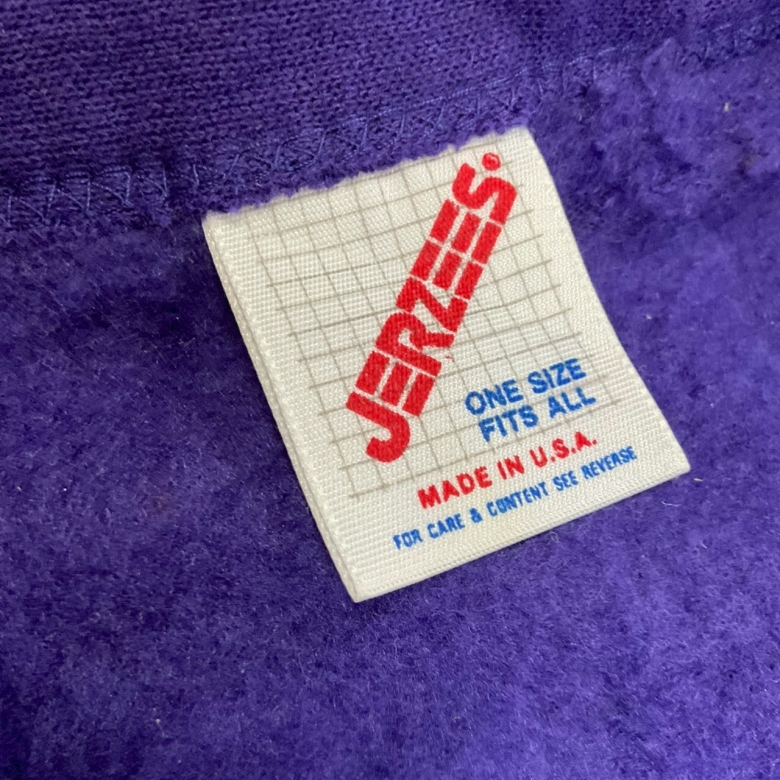 JERZEES®
ONE SIZE
FITS ALL
MADE IN U.S.A.
FOR CARE & CONTENT SEE REVERSE